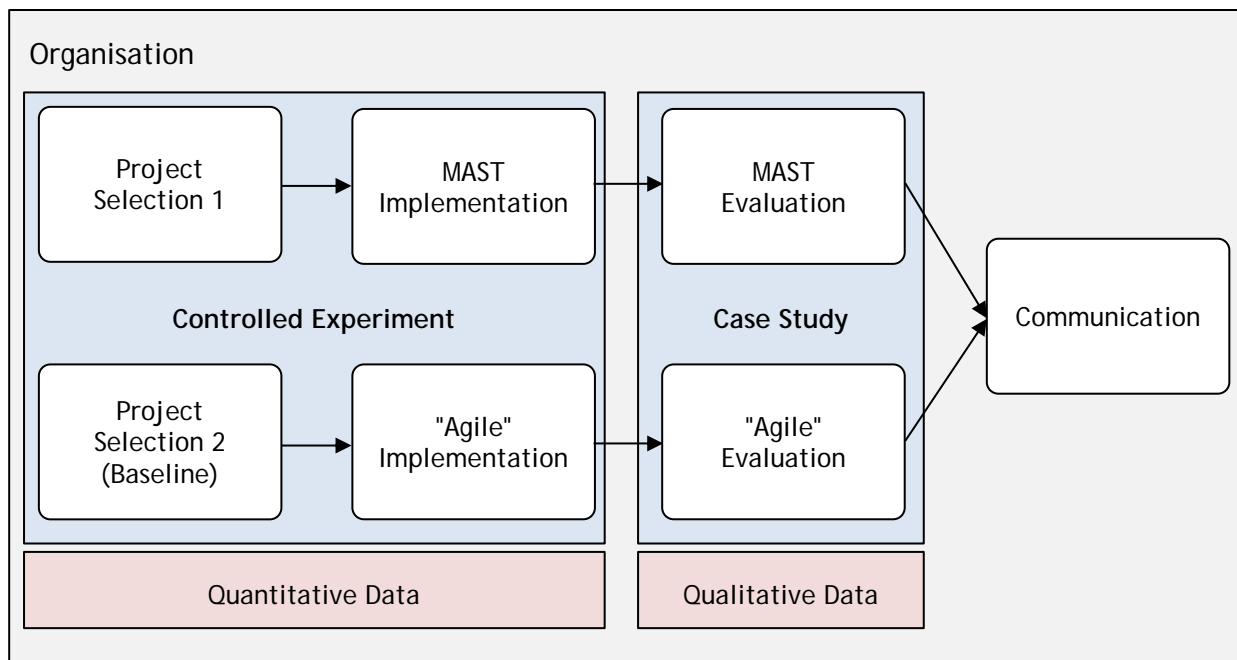 Organisation
Project
Selection 1
MAST
Implementation
MAST
Evaluation
Controlled Experiment
Case Study
Communication
Project
Selection 2
(Baseline)
"Agile"
Implementation
"Agile"
Evaluation
Quantitative Data
Qualitative Data